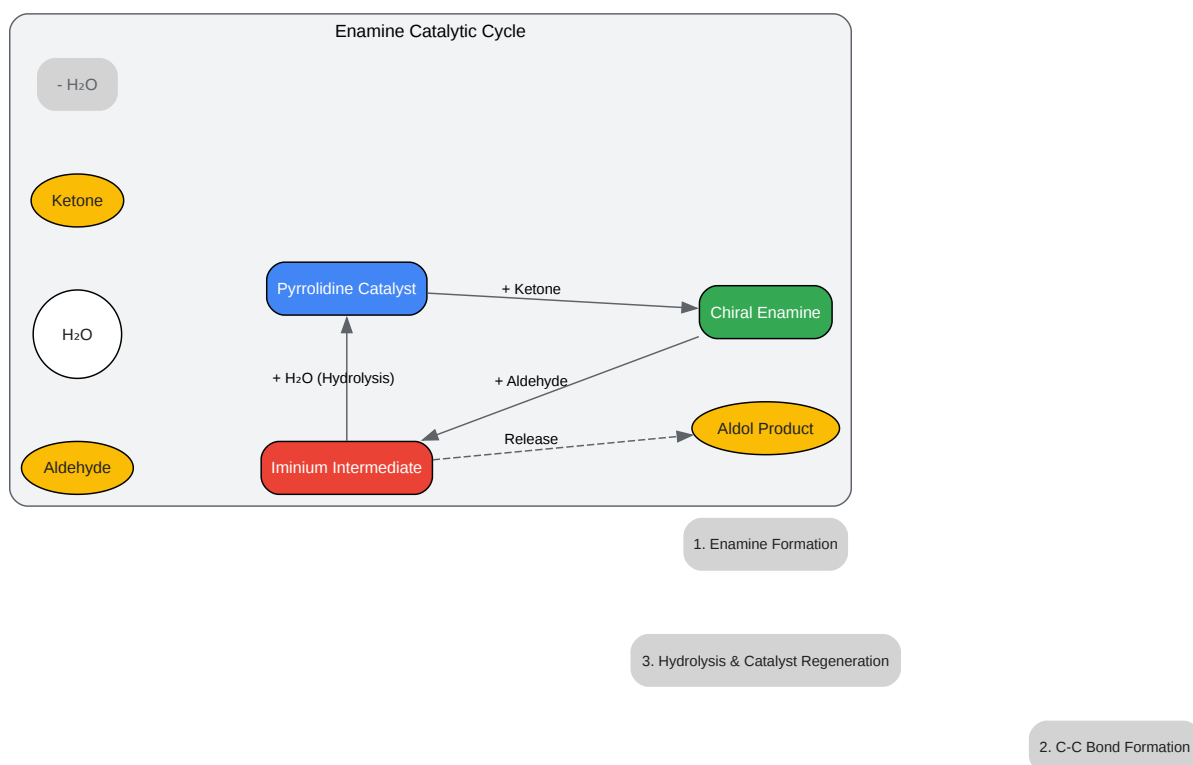 Enamine Catalytic Cycle
- H₂O
Ketone
Pyrrolidine Catalyst
+ Ketone
Chiral Enamine
H₂O
+ H₂O (Hydrolysis)
+ Aldehyde
Aldol Product
Release
Aldehyde
Iminium Intermediate
1. Enamine Formation
3. Hydrolysis & Catalyst Regeneration
2. C-C Bond Formation